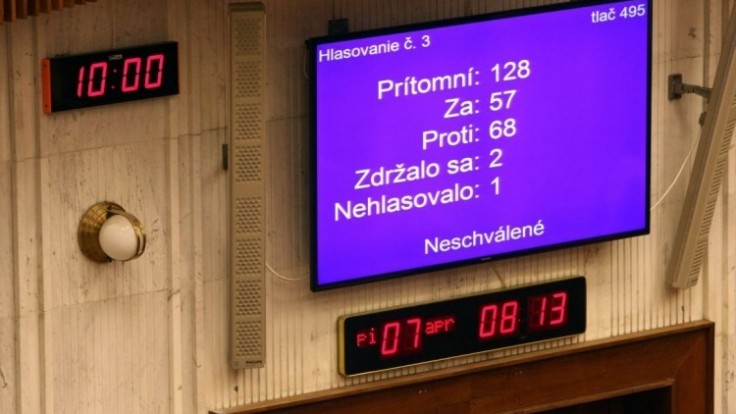 10:00
Hlasovanie č. 3
tlač 495
Prítomní: 128
Za: 57
Proti: 68
Zdržalo sa: 2
Nehlasovalo: 1
Neschválené
Pi 07 apr 08 13